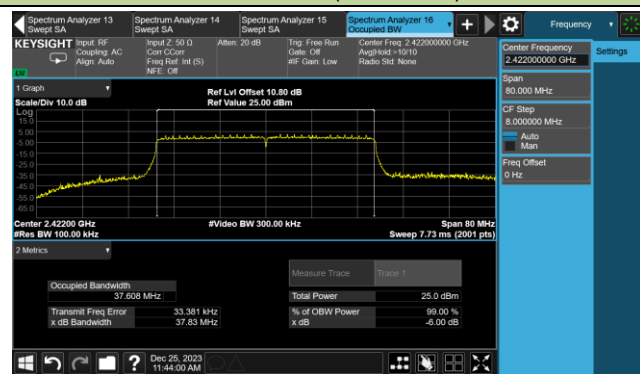 Spectrum Analyzer 13 Swept SA
Spectrum Analyzer 14 Swept SA
Spectrum Analyzer 15 Swept SA
Spectrum Analyzer 16 Occupied BW
Frequency
KEYSIGHT
Input: RF
Coupling: AC
Align: Auto
Input Z: 50 Ω
Corr CCorr
Freq Ref: Int (S)
NFE: Off
Atten: 20 dB
Trig: Free Run
Gate: Off
#IF Gain: Low
Center Freq: 2.422000000 GHz
Avg|Hold:>10/10
Radio Std: None
Center Frequency
2.422000000 GHz
Settings
Span
80.000 MHz
CF Step
8.000000 MHz
Auto
Man
Freq Offset
0 Hz
1 Graph
Scale/Div 10.0 dB
Ref Lvl Offset 10.80 dB
Ref Value 25.00 dBm
Log
15.0
5.00
-5.00
-15.0
-25.0
-35.0
-45.0
-55.0
-65.0
Center 2.42200 GHz
#Video BW 300.00 kHz
Span 80 MHz
#Res BW 100.00 kHz
Sweep 7.73 ms (2001 pts)
2 Metrics
Measure Trace
Trace 1
Occupied Bandwidth
37.608 MHz
Total Power
25.0 dBm
Transmit Freq Error
33.381 kHz
% of OBW Power
99.00 %
x dB Bandwidth
37.83 MHz
x dB
-6.00 dB
Dec 25, 2023
11:44:00 AM